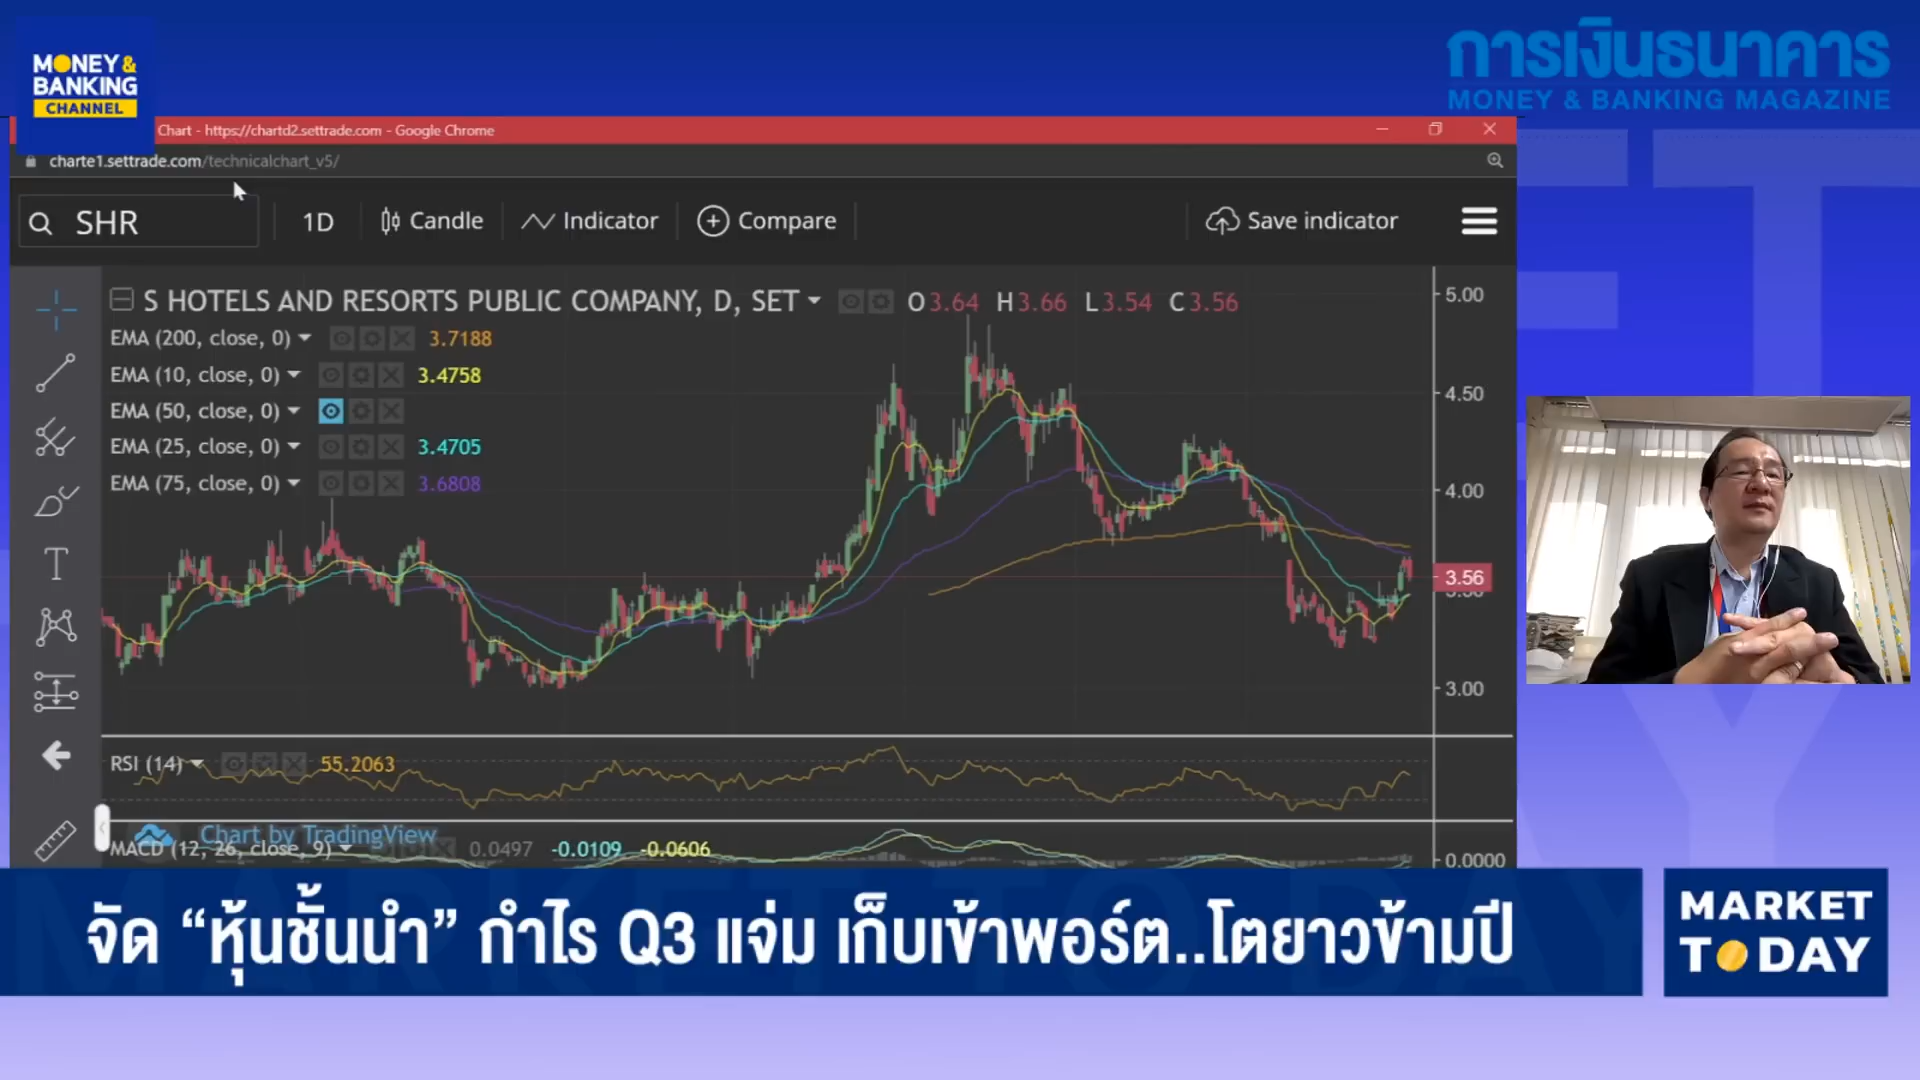 MONEY &
BANKING
CHANNEL
การเงินธนาคาร
MONEY & BANKING MAGAZINE
Chart - https://chartd2.settrade.com - Google Chrome
charte1.settrade.com/technicalchart_v5/
SHR 1D Candle Indicator Compare Save indicator
S HOTELS AND RESORTS PUBLIC COMPANY, D, SET O3.64 H3.66 L3.54 C3.56
EMA (200, close, 0) 3.7188
EMA (10, close, 0) 3.4758
EMA (50, close, 0)
EMA (25, close, 0) 3.4705
EMA (75, close, 0) 3.6808
5.00
4.50
4.00
3.56
3.50
3.00
RSI (14) 55.2063
Chart by TradingView
MACD (12, 26, close, 9) 0.0497 -0.0109 -0.0606
0.0000
จัด “หุ้นชั้นนำ” กำไร Q3 แจ่ม เก็บเข้าพอร์ต..โตยาวข้ามปี
MARKET
TODAY